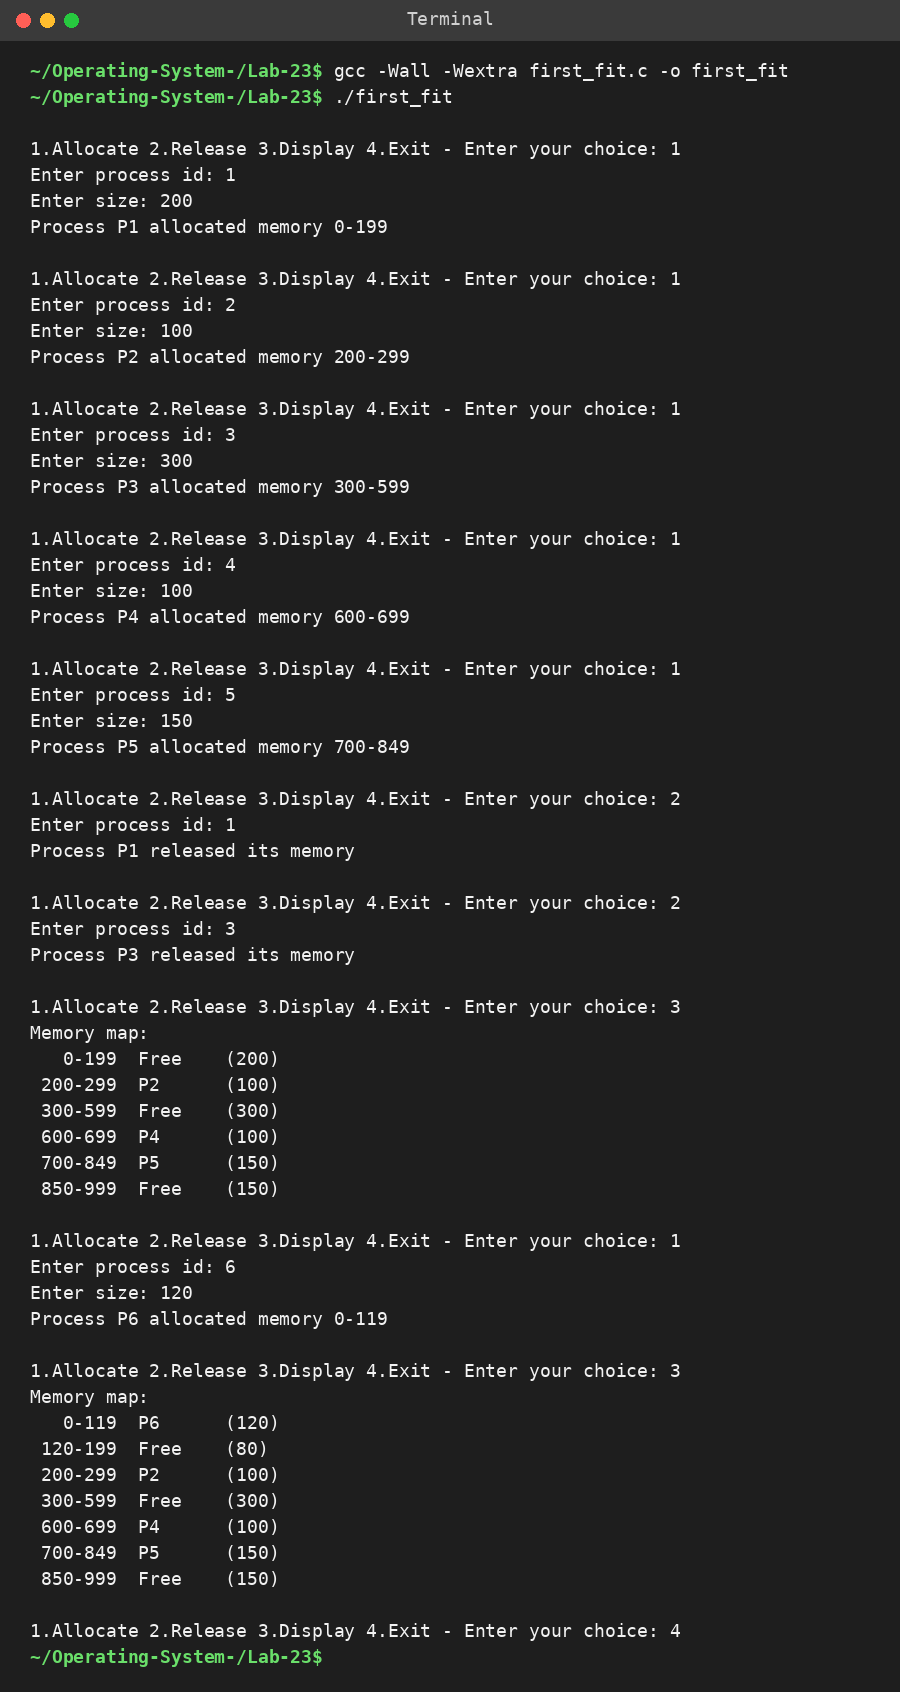 Terminal
~/Operating-System-/Lab-23$ gcc -Wall -Wextra first_fit.c -o first_fit
~/Operating-System-/Lab-23$ ./first_fit

1.Allocate 2.Release 3.Display 4.Exit - Enter your choice: 1
Enter process id: 1
Enter size: 200
Process P1 allocated memory 0-199

1.Allocate 2.Release 3.Display 4.Exit - Enter your choice: 1
Enter process id: 2
Enter size: 100
Process P2 allocated memory 200-299

1.Allocate 2.Release 3.Display 4.Exit - Enter your choice: 1
Enter process id: 3
Enter size: 300
Process P3 allocated memory 300-599

1.Allocate 2.Release 3.Display 4.Exit - Enter your choice: 1
Enter process id: 4
Enter size: 100
Process P4 allocated memory 600-699

1.Allocate 2.Release 3.Display 4.Exit - Enter your choice: 1
Enter process id: 5
Enter size: 150
Process P5 allocated memory 700-849

1.Allocate 2.Release 3.Display 4.Exit - Enter your choice: 2
Enter process id: 1
Process P1 released its memory

1.Allocate 2.Release 3.Display 4.Exit - Enter your choice: 2
Enter process id: 3
Process P3 released its memory

1.Allocate 2.Release 3.Display 4.Exit - Enter your choice: 3
Memory map:
   0-199  Free    (200)
 200-299  P2      (100)
 300-599  Free    (300)
 600-699  P4      (100)
 700-849  P5      (150)
 850-999  Free    (150)

1.Allocate 2.Release 3.Display 4.Exit - Enter your choice: 1
Enter process id: 6
Enter size: 120
Process P6 allocated memory 0-119

1.Allocate 2.Release 3.Display 4.Exit - Enter your choice: 3
Memory map:
   0-119  P6      (120)
 120-199  Free    (80)
 200-299  P2      (100)
 300-599  Free    (300)
 600-699  P4      (100)
 700-849  P5      (150)
 850-999  Free    (150)

1.Allocate 2.Release 3.Display 4.Exit - Enter your choice: 4
~/Operating-System-/Lab-23$